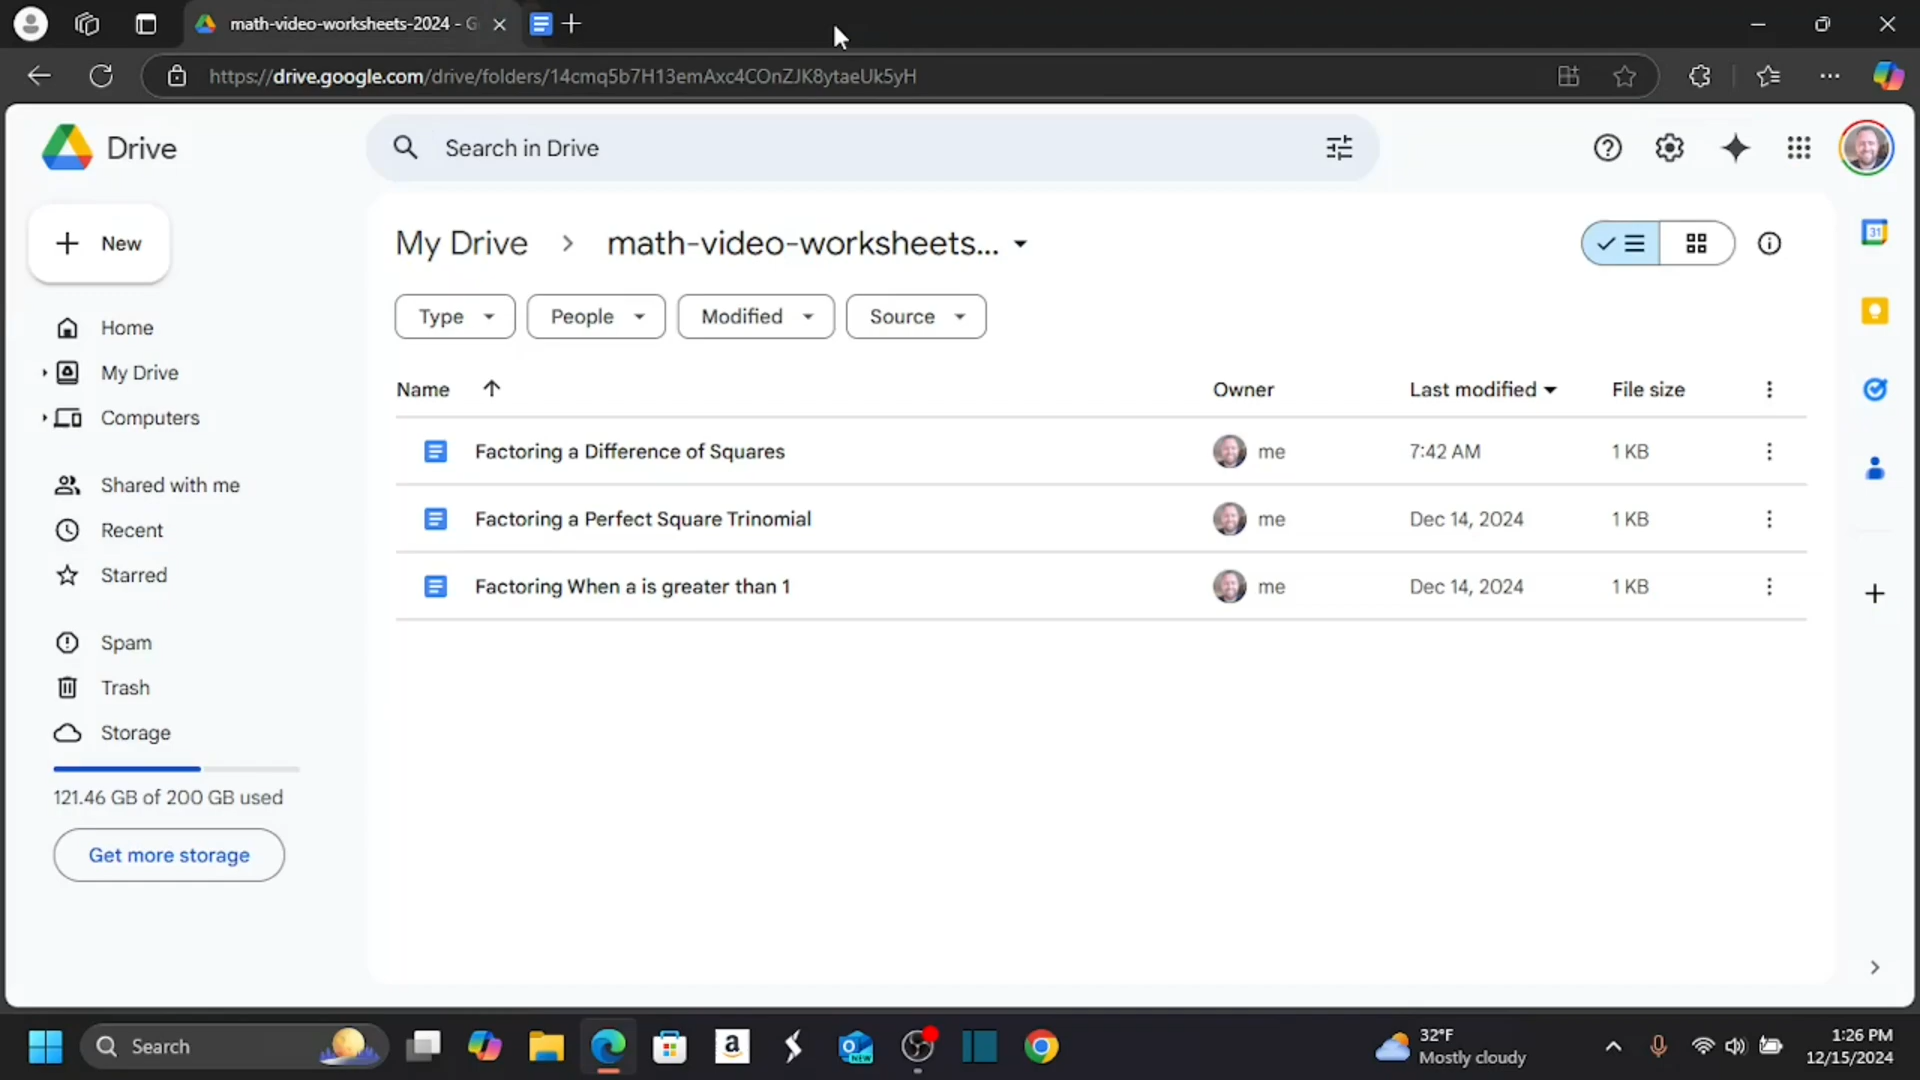 math-video-worksheets-2024 - G
https://drive.google.com/drive/folders/14cmq5b7H13emAxc4COnZJK8ytaeUk5yH
Drive
Search in Drive
New
My Drive > math-video-worksheets...
31
Type
People
Modified
Source
Home
My Drive
Computers
Shared with me
Recent
Starred
Spam
Trash
Storage
121.46 GB of 200 GB used
Get more storage
Name Owner Last modified File size
Factoring a Difference of Squares me 7:42 AM 1 KB
Factoring a Perfect Square Trinomial me Dec 14, 2024 1 KB
Factoring When a is greater than 1 me Dec 14, 2024 1 KB
Search
a
NEW
32°F
Mostly cloudy
1:26 PM
12/15/2024